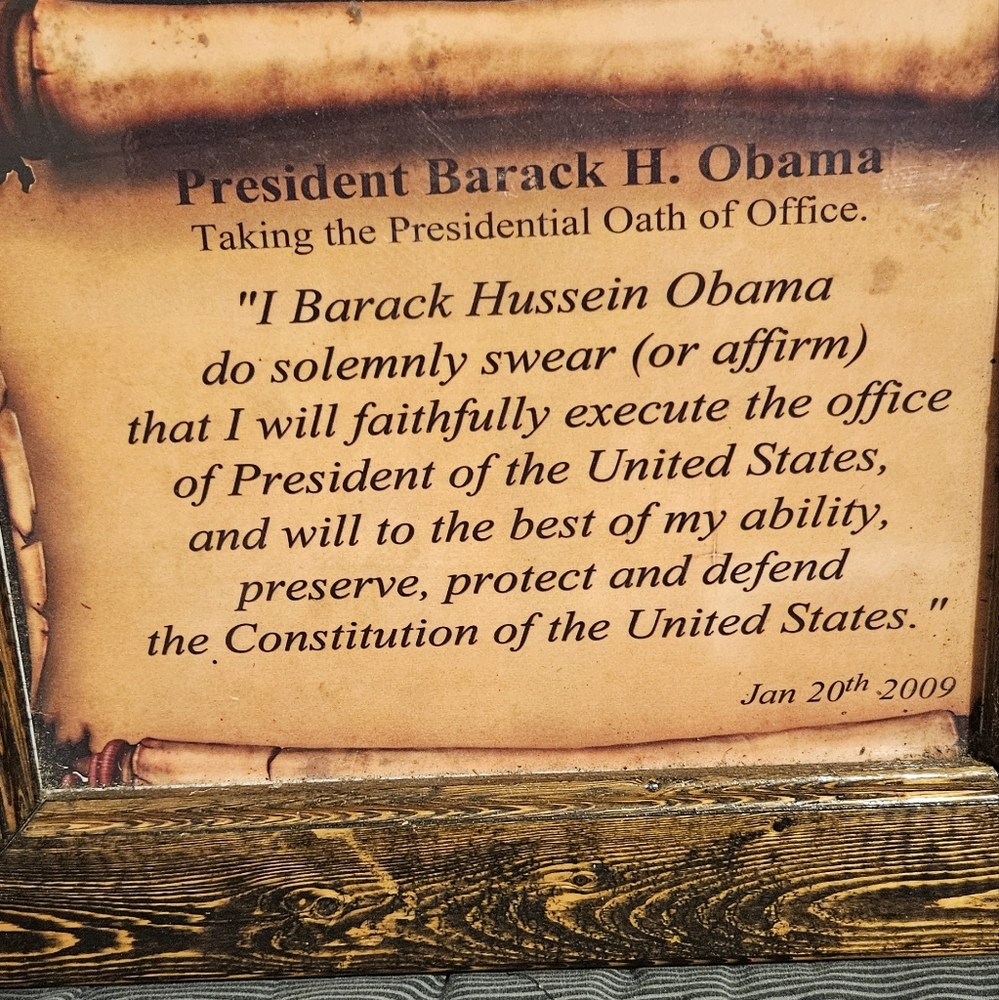 President Barack H. Obama
Taking the Presidential Oath of Office.
"I Barack Hussein Obama
do solemnly swear (or affirm)
that I will faithfully execute the office
of President of the United States,
and will to the best of my ability,
preserve, protect and defend
the Constitution of the United States."
Jan 20th 2009